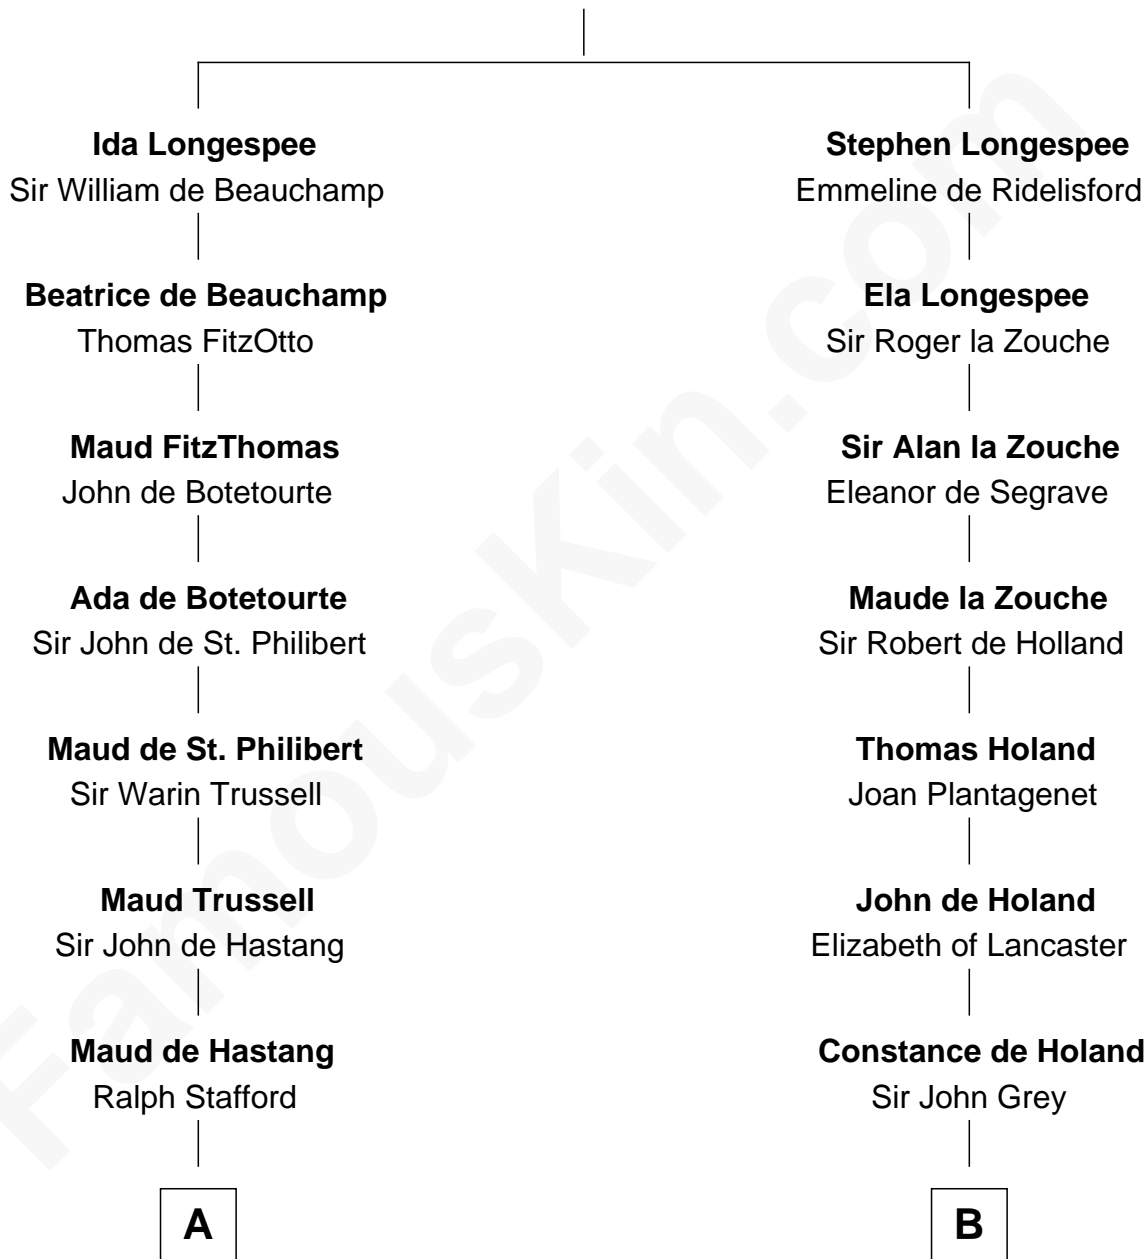 Ida Longespee
Sir William de Beauchamp
Beatrice de Beauchamp
Thomas FitzOtto
Maud FitzThomas
John de Botetourte
Ada de Botetourte
Sir John de St. Philibert
Maud de St. Philibert
Sir Warin Trussell
Maud Trussell
Sir John de Hastang
Maud de Hastang
Ralph Stafford
A
Stephen Longespee
Emmeline de Ridelisford
Ela Longespee
Sir Roger la Zouche
Sir Alan la Zouche
Eleanor de Segrave
Maude la Zouche
Sir Robert de Holland
Thomas Holand
Joan Plantagenet
John de Holand
Elizabeth of Lancaster
Constance de Holand
Sir John Grey
B
FamousKin.com